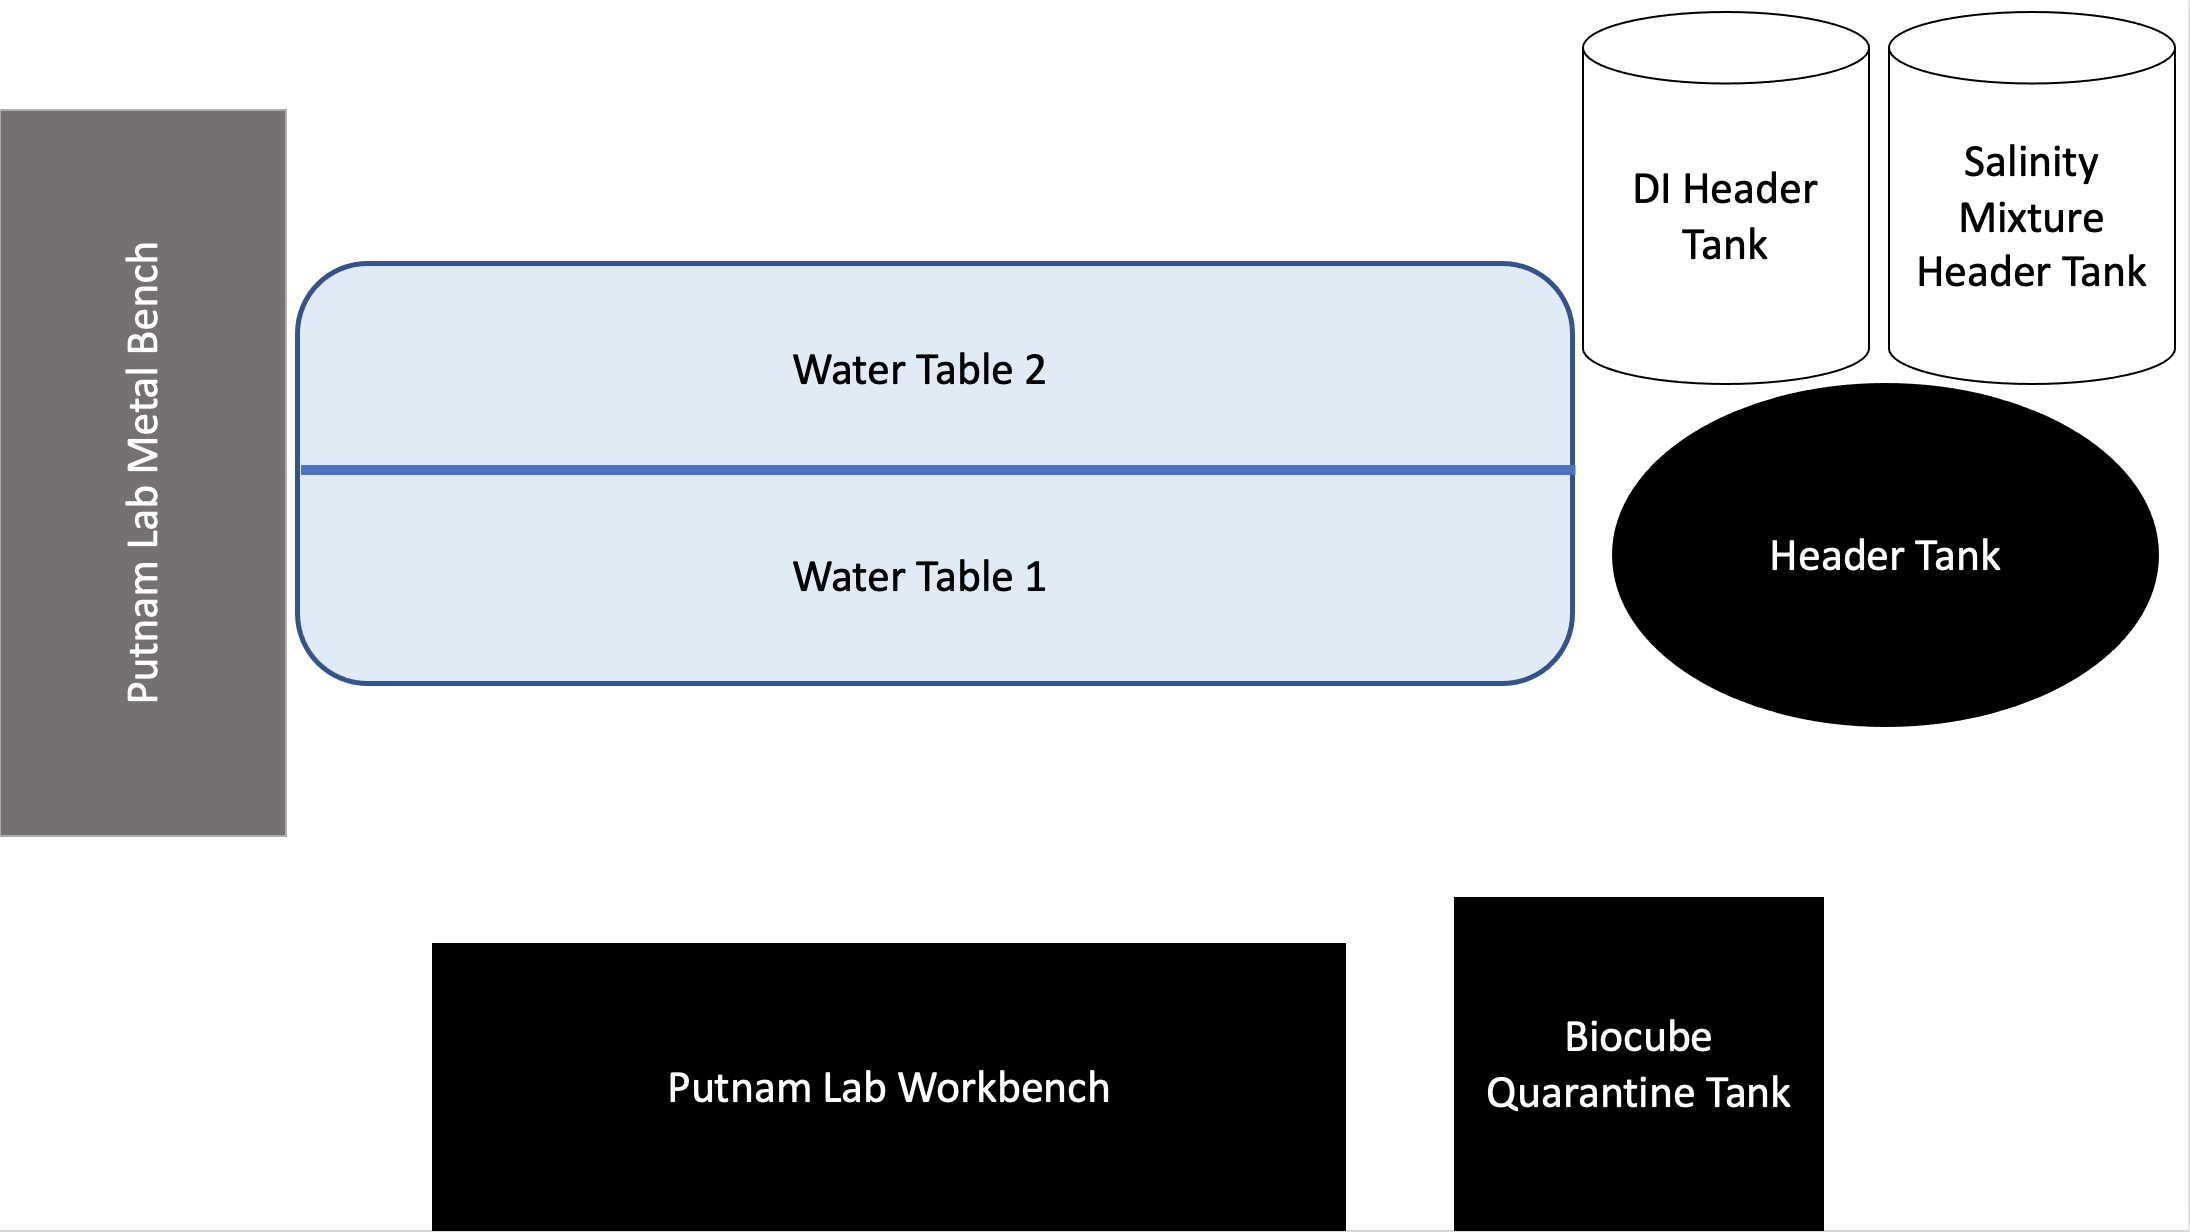 Putnam Lab Metal Bench
Water Table 2
Water Table 1
DI Header
Tank
Salinity
Mixture
Header Tank
Header Tank
Putnam Lab Workbench
Biocube
Quarantine Tank